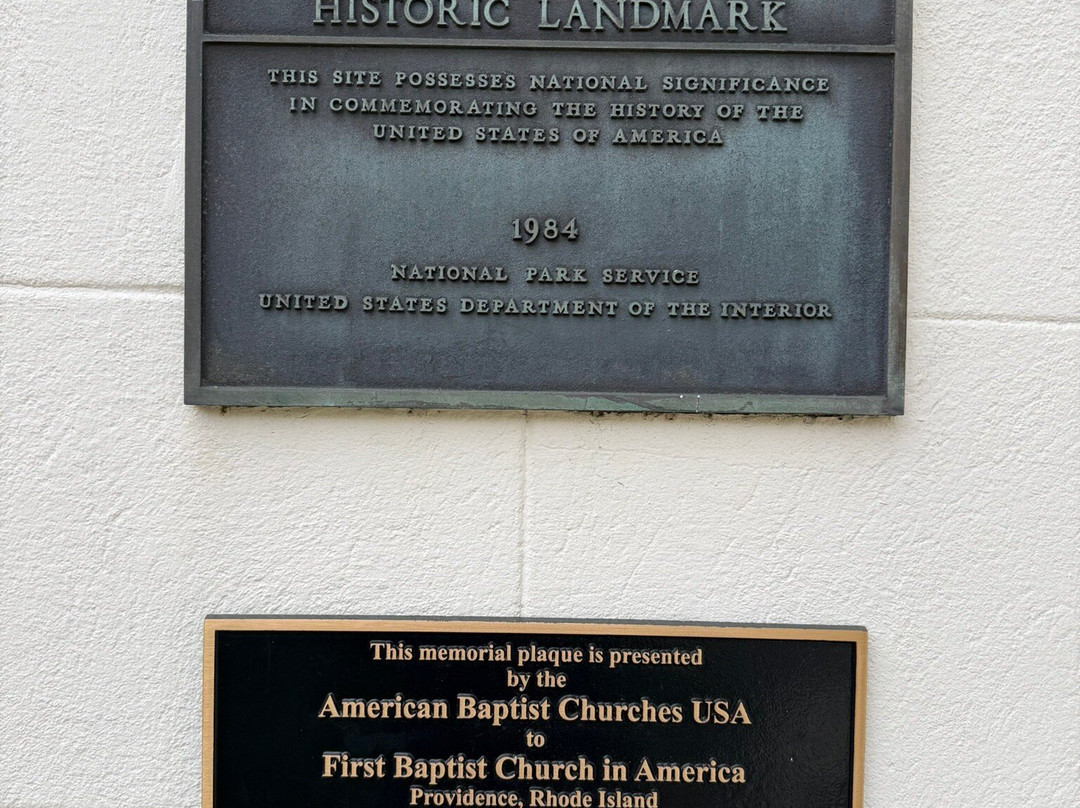 HISTORIC LANDMARK
THIS SITE POSSESSES NATIONAL SIGNIFICANCE
IN COMMEMORATING THE HISTORY OF THE
UNITED STATES OF AMERICA
1984
NATIONAL PARK SERVICE
UNITED STATES DEPARTMENT OF THE INTERIOR
This memorial plaque is presented
by the
American Baptist Churches USA
to
First Baptist Church in America
Providence, Rhode Island